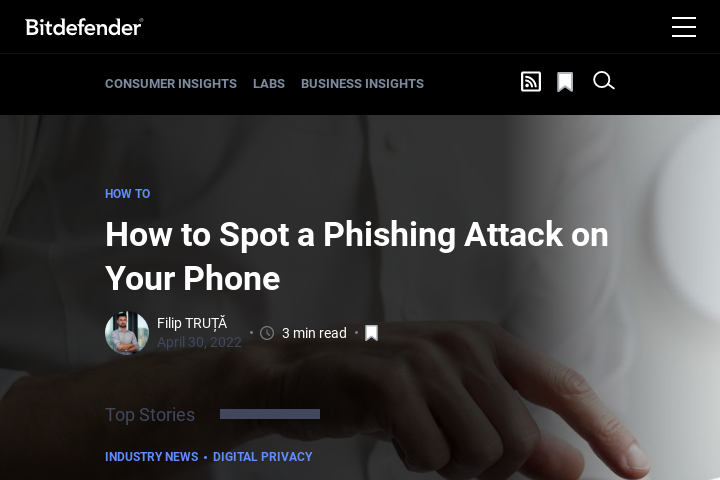 Bitdefender®
CONSUMER INSIGHTS LABS BUSINESS INSIGHTS
HOW TO
How to Spot a Phishing Attack on
Your Phone
Filip TRUȚĂ
April 30, 2022
• 3 min read •
Top Stories
INDUSTRY NEWS • DIGITAL PRIVACY